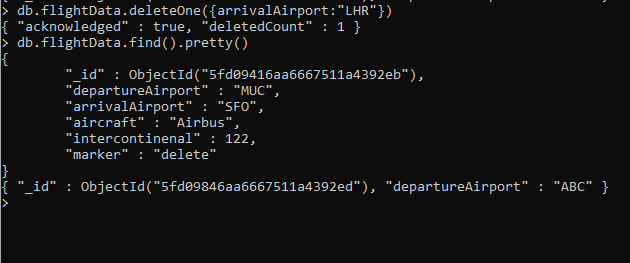 > db.flightData.deleteOne({arrivalAirport:"LHR"})
{ "acknowledged" : true, "deletedCount" : 1 }
> db.flightData.find().pretty()
{
        "_id" : ObjectId("5fd09416aa6667511a4392eb"),
        "departureAirport" : "MUC",
        "arrivalAirport" : "SFO",
        "aircraft" : "Airbus",
        "intercontinenal" : 122,
        "marker" : "delete"
}
{ "_id" : ObjectId("5fd09846aa6667511a4392ed"), "departureAirport" : "ABC" }
>